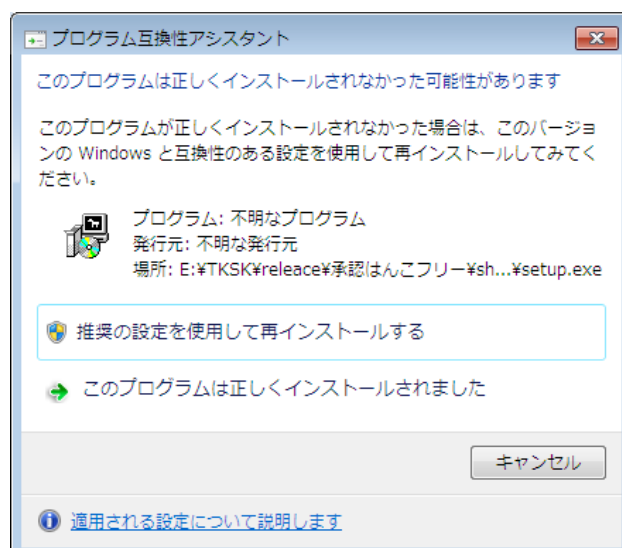 プログラム互換性アシスタント
このプログラムは正しくインストールされなかった可能性があります
このプログラムが正しくインストールされなかった場合は、このバージョ
ンの Windows と互換性のある設定を使用して再インストールしてみてく
ださい。
プログラム: 不明なプログラム
発行元: 不明な発行元
場所: E:¥TKSK¥releace¥承認はんこフリー¥sh...¥setup.exe
推奨の設定を使用して再インストールする
このプログラムは正しくインストールされました
キャンセル
適用される設定について説明します